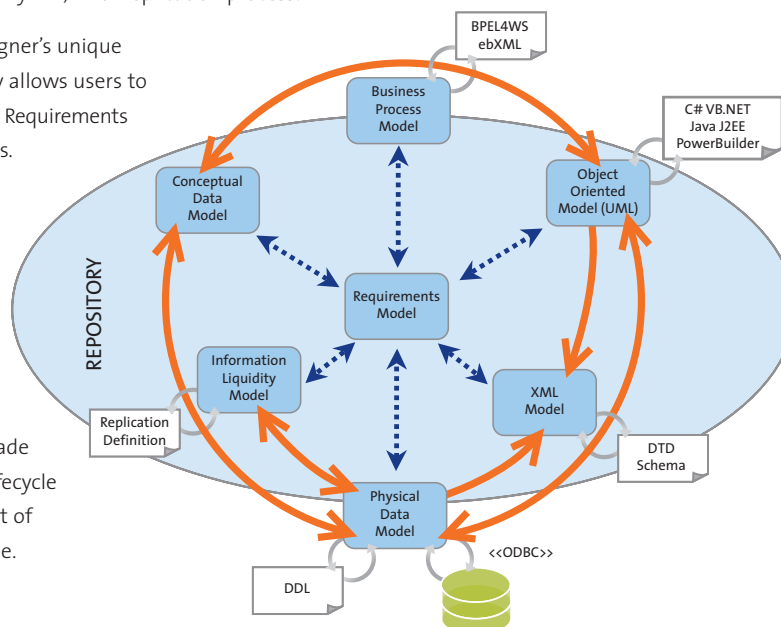 gner's unique
allows users to
Requirements
s.
ade
ecycle
t of
e.
BPEL4WS
ebXML
Business
Process
Model
C# VB.NET
Java J2EE
PowerBuilder
Conceptual
Data
Model
Object
Oriented
Model (UML)
REPOSITORY
Requirements
Model
Information
Liquidity
Model
XML
Model
Replication
Definition
DTD
Schema
Physical
Data
Model
<<ODBC>>
DDL